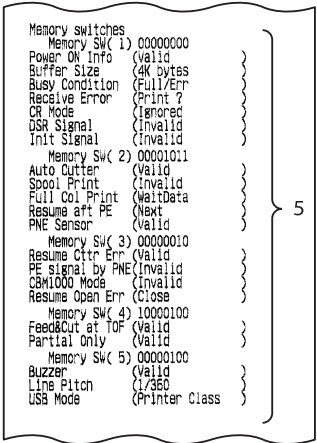 Memory switches
Memory SW( 1) 00000000
Power ON Info (Valid )
Buffer Size (4K bytes )
Busy Condition (Full/Err )
Receive Error (Print ? )
CR Mode (Ignored )
DSR Signal (Invalid )
Init Signal (Invalid )
Memory SW( 2) 00001011
Auto Cutter (Valid )
Spool Print (Invalid )
Full Col Print (WaitData )
Resume aft PE (Next )
PNE Sensor (Valid )
Memory SW( 3) 00000010
Resume Cttr Err (Valid )
PE signal by PNE(Invalid )
CBM1000 Mode (Invalid )
Resume Open Err (Close )
Memory SW( 4) 10000100
Feed&Cut at TOF (Valid )
Partial Only (Valid )
Memory SW( 5) 00000100
Buzzer (Valid )
Line Pitch (1/360 )
USB Mode (Printer Class )
5